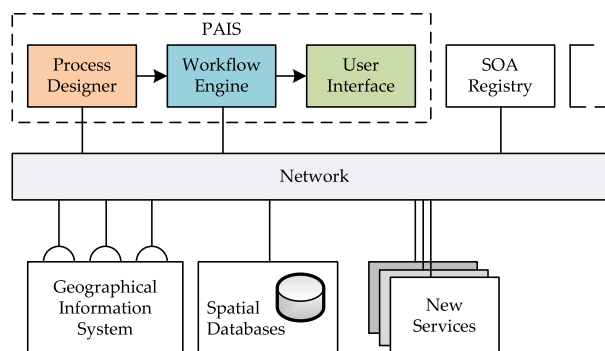 PAIS
Process
Designer
Workflow
Engine
User
Interface
SOA
Registry
Network
Geographical
Information
System
Spatial
Databases
New
Services